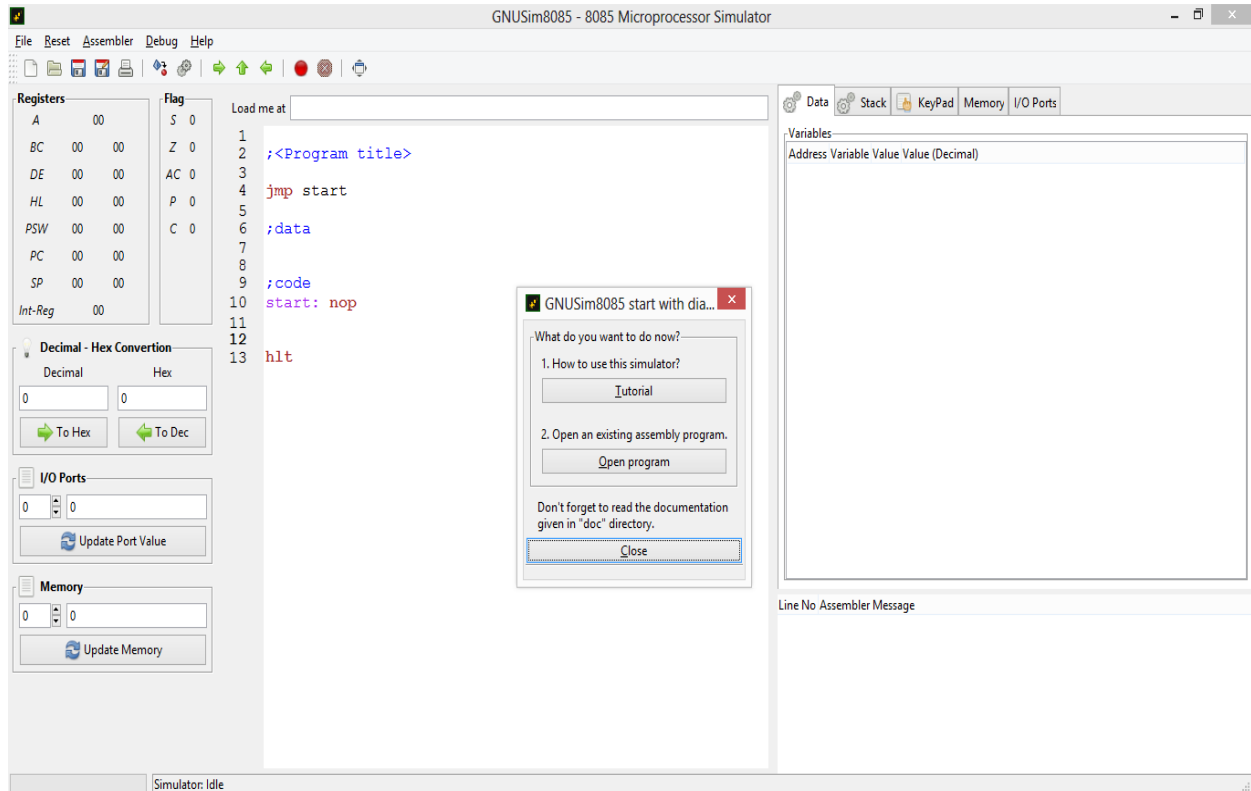 GNUSim8085 - 8085 Microprocessor Simulator
File Reset Assembler Debug Help
Registers
A 00
BC 00 00
DE 00 00
HL 00 00
PSW 00 00
PC 00 00
SP 00 00
Int-Reg 00
Flag
S 0
Z 0
AC 0
P 0
C 0
Decimal - Hex Convertion
Decimal Hex
0 0
To Hex To Dec
I/O Ports
0 0
Update Port Value
Memory
0 0
Update Memory
Load me at
1
2 ;<Program title>
3
4 jmp start
5
6 ;data
7
8
9 ;code
10 start: nop
11
12
13 hlt
GNUSim8085 start with dia...
What do you want to do now?
1. How to use this simulator?
Tutorial
2. Open an existing assembly program.
Open program
Don't forget to read the documentation
given in "doc" directory.
Close
Data Stack KeyPad Memory I/O Ports
Variables
Address Variable Value Value (Decimal)
Line No Assembler Message
Simulator: Idle